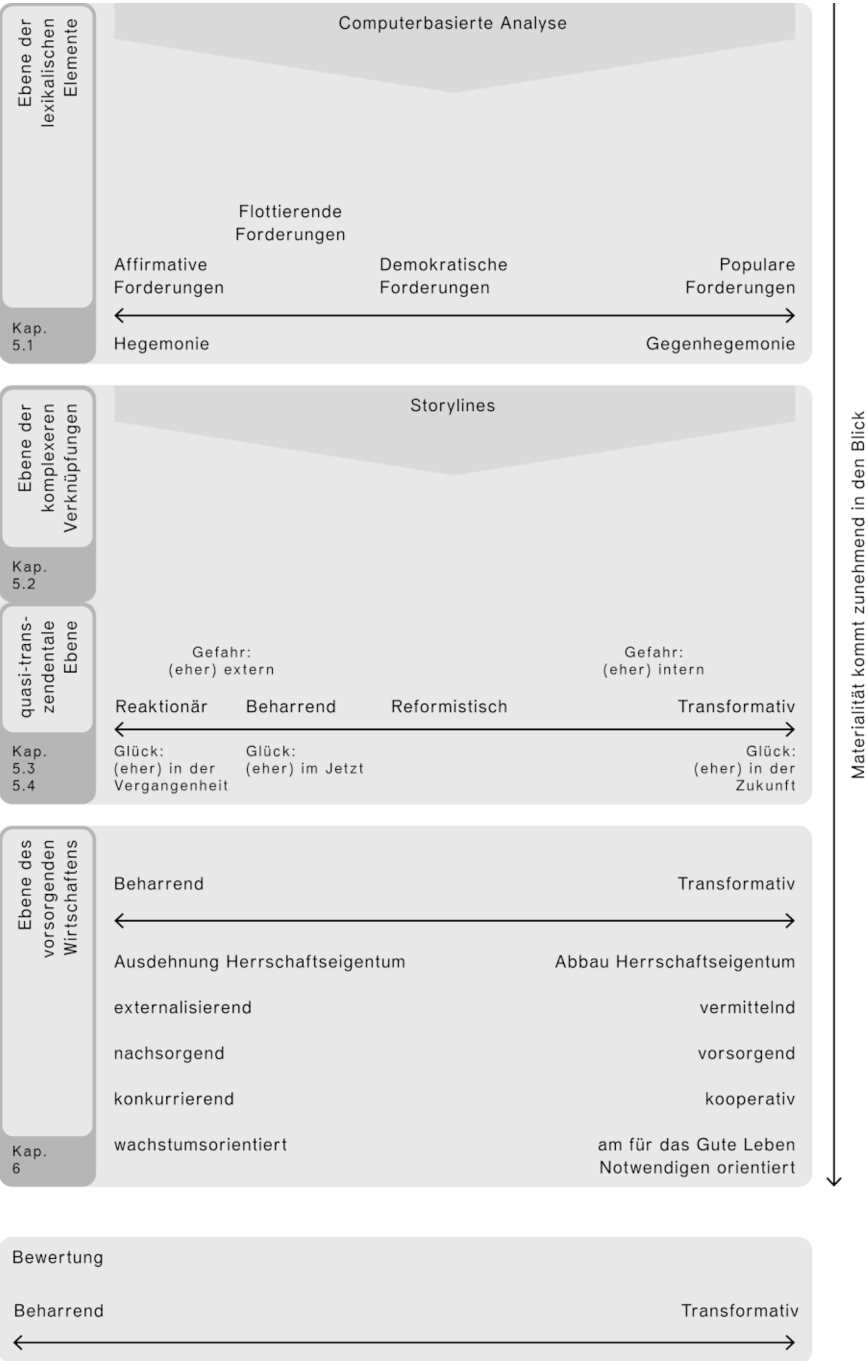 Ebene der
lexikalischen
Elemente
Kap.
5.1
Computerbasierte Analyse
Flottierende
Forderungen
Affirmative
Forderungen
Demokratische
Forderungen
Populare
Forderungen
Hegemonie
Gegenhegemonie
Ebene der
komplexeren
Verknüpfungen
Kap.
5.2
Storylines
quasi-trans-
zendentale
Ebene
Kap.
5.3
5.4
Gefahr:
(eher) extern
Gefahr:
(eher) intern
Reaktionär
Beharrend
Reformistisch
Transformativ
Glück:
(eher) in der
Vergangenheit
Glück:
(eher) im Jetzt
Glück:
(eher) in der
Zukunft
Ebene des
vorsorgenden
Wirtschaftens
Kap.
6
Beharrend
Transformativ
Ausdehnung Herrschaftseigentum
Abbau Herrschaftseigentum
externalisierend
vermittelnd
nachsorgend
vorsorgend
konkurrierend
kooperativ
wachstumsorientiert
am für das Gute Leben
Notwendigen orientiert
Materialität kommt zunehmend in den Blick
Bewertung
Beharrend
Transformativ